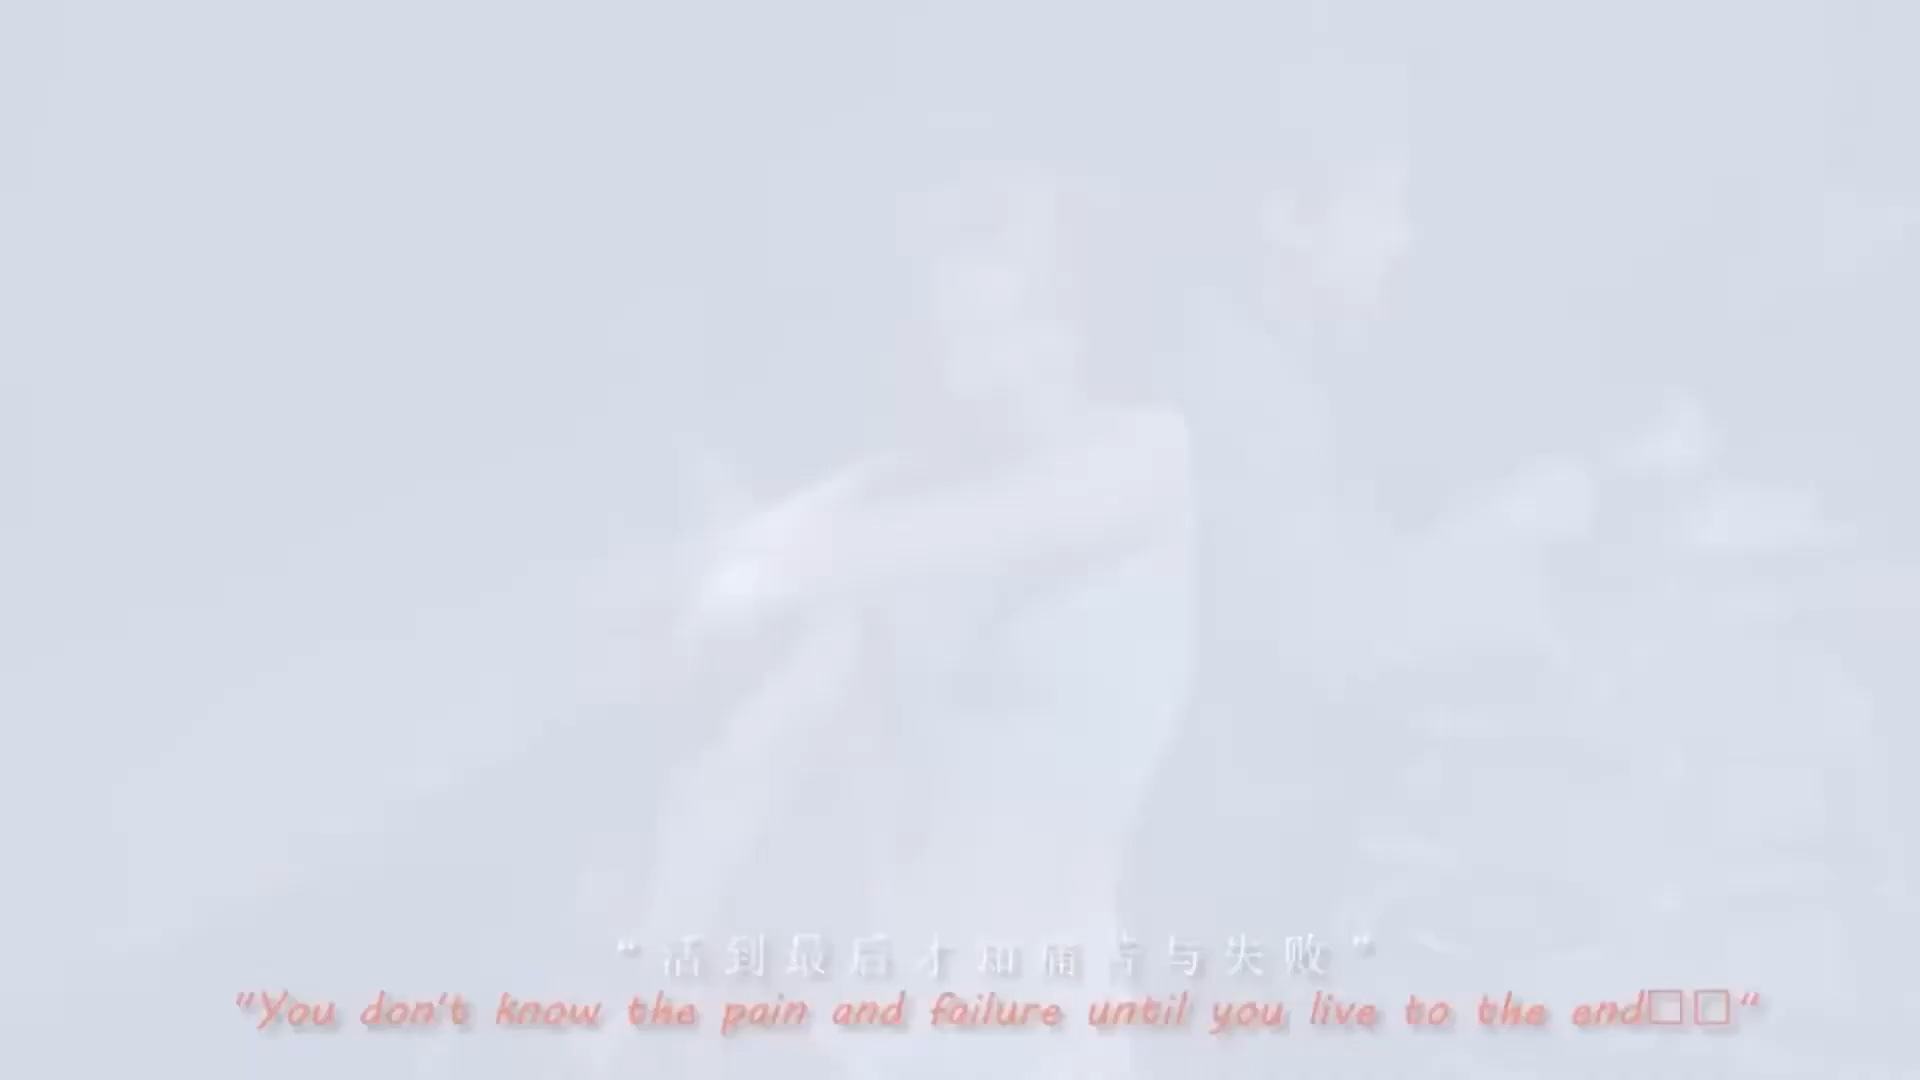 “活到最后才知痛苦与失败”
"You don't know the pain and failure until you live to the end□□"